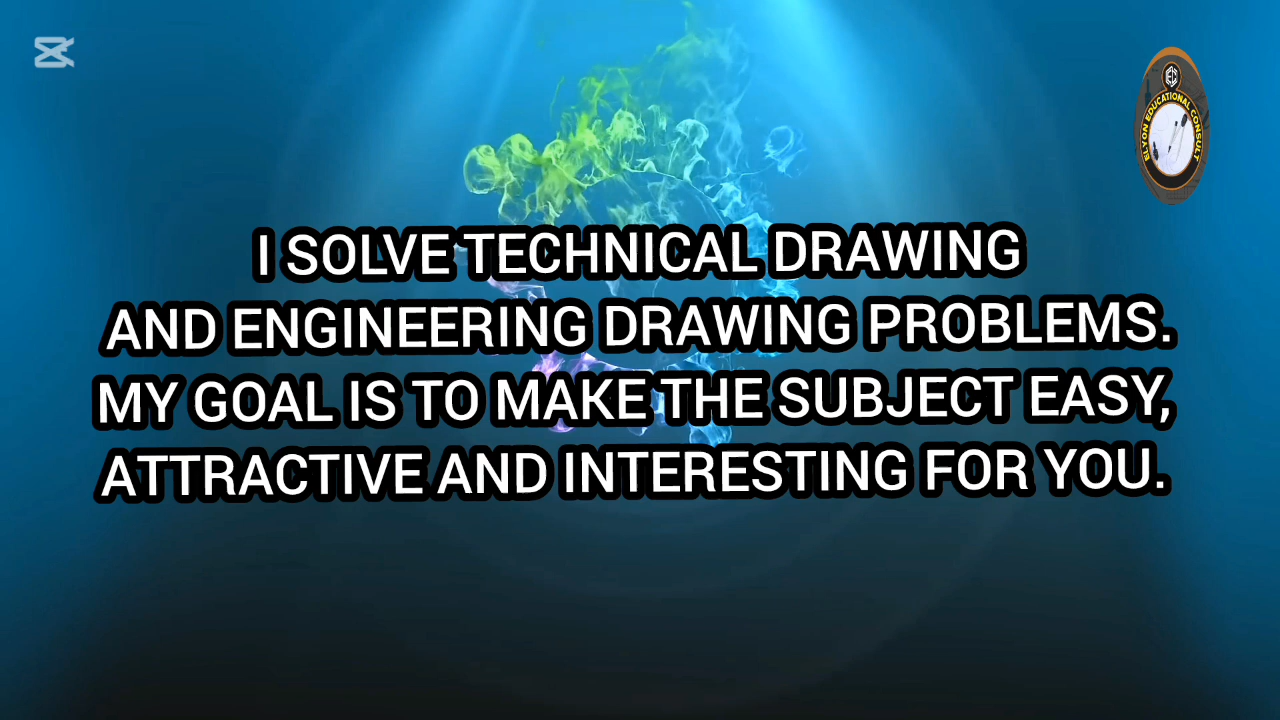 ELYON EDUCATIONAL CONSULT
I SOLVE TECHNICAL DRAWING
AND ENGINEERING DRAWING PROBLEMS.
MY GOAL IS TO MAKE THE SUBJECT EASY,
ATTRACTIVE AND INTERESTING FOR YOU.